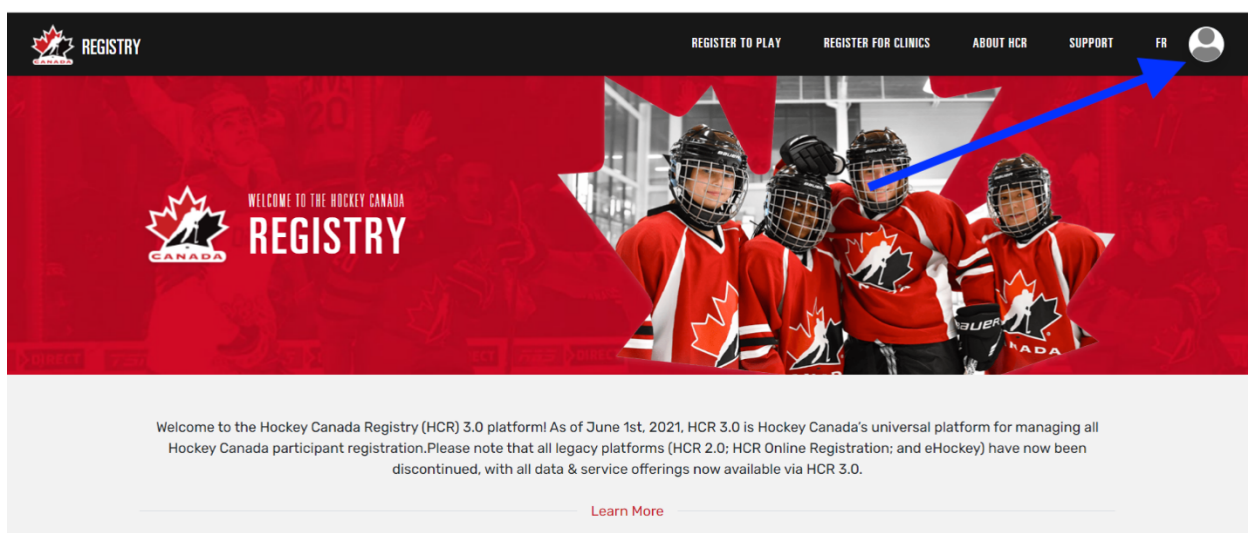 CANADA
REGISTRY
REGISTER TO PLAY
REGISTER FOR CLINICS
ABOUT HCR
SUPPORT
FR
20
WELCOME TO THE HOCKEY CANADA
REGISTRY
CANADA
BAUER
DIRECT
Welcome to the Hockey Canada Registry (HCR) 3.0 platform! As of June 1st, 2021, HCR 3.0 is Hockey Canada's universal platform for managing all
Hockey Canada participant registration.Please note that all legacy platforms (HCR 2.0; HCR Online Registration; and eHockey) have now been
discontinued, with all data & service offerings now available via HCR 3.0.
Learn More